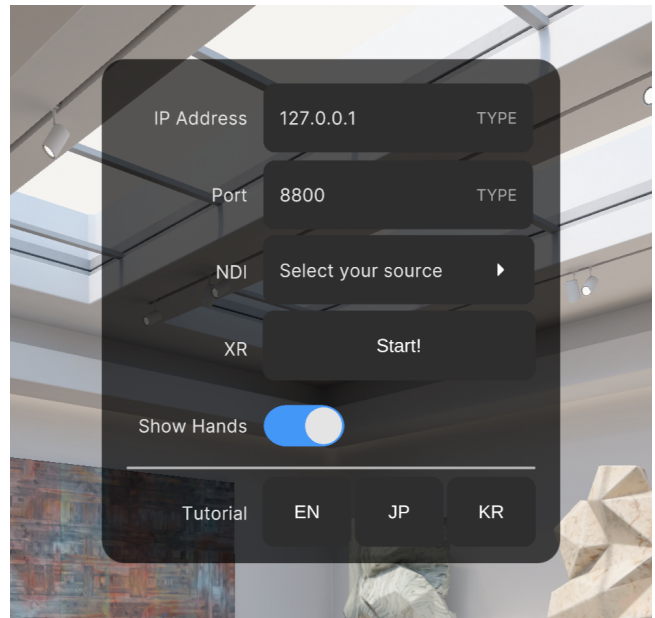 IP Address 127.0.0.1 TYPE
Port 8800 TYPE
NDI Select your source
XR Start!
Show Hands
Tutorial EN JP KR